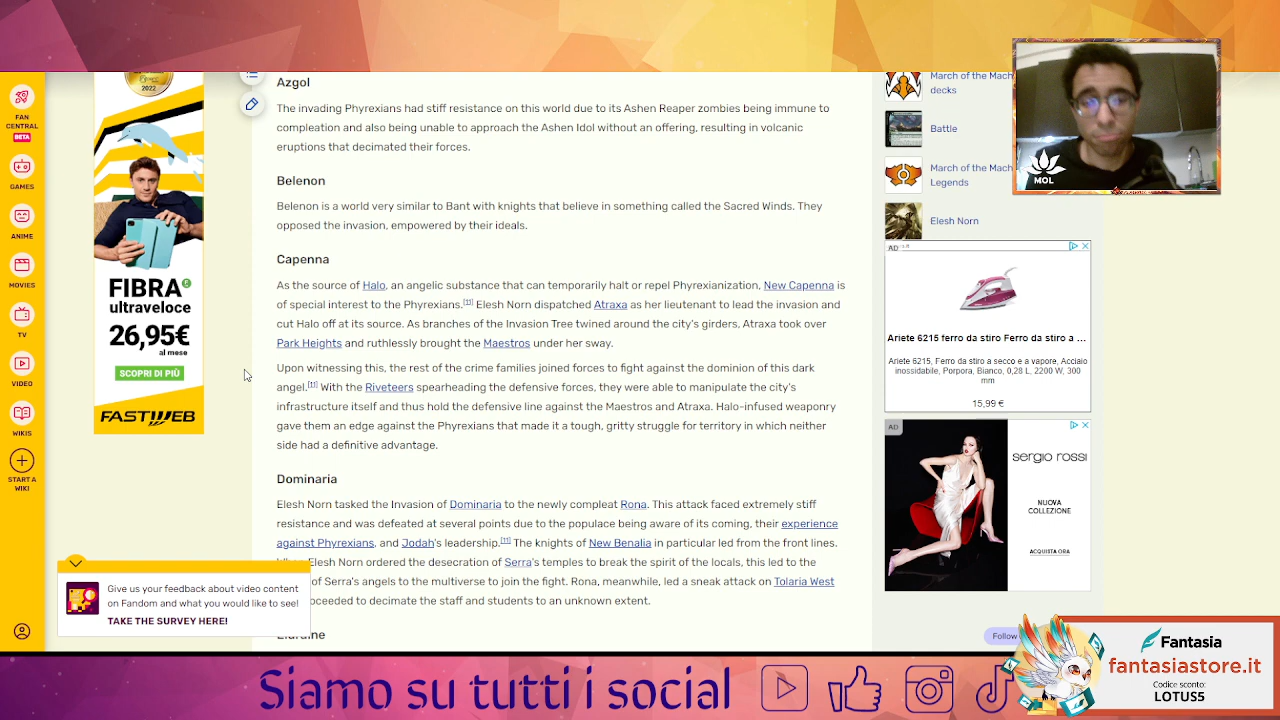 FAN
CENTRAL
BETA
GAMES
ANIME
MOVIES
TV
VIDEO
WIKIS
START A
WIKI
2022
FIBRA
ultraveloce
26,95€
al mese
SCOPRI DI PIÙ
FASTWEB
Azgol
The invading Phyrexians had stiff resistance on this world due to its Ashen Reaper zombies being immune to
compleation and also being unable to approach the Ashen Idol without an offering, resulting in volcanic
eruptions that decimated their forces.
Belenon
Belenon is a world very similar to Bant with knights that believe in something called the Sacred Winds. They
opposed the invasion, empowered by their ideals.
Capenna
As the source of Halo, an angelic substance that can temporarily halt or repel Phyrexianization, New Capenna is
of special interest to the Phyrexians.[11] Elesh Norn dispatched Atraxa as her lieutenant to lead the invasion and
cut Halo off at its source. As branches of the Invasion Tree twined around the city's girders, Atraxa took over
Park Heights and ruthlessly brought the Maestros under her sway.
Upon witnessing this, the rest of the crime families joined forces to fight against the dominion of this dark
angel.[11] With the Riveteers spearheading the defensive forces, they were able to manipulate the city's
infrastructure itself and thus hold the defensive line against the Maestros and Atraxa. Halo-infused weaponry
gave them an edge against the Phyrexians that made it a tough, gritty struggle for territory in which neither
side had a definitive advantage.
Dominaria
Elesh Norn tasked the Invasion of Dominaria to the newly compleat Rona. This attack faced extremely stiff
resistance and was defeated at several points due to the populace being aware of its coming, their experience
against Phyrexians, and Jodah's leadership.[11] The knights of New Benalia in particular led from the front lines.
Elesh Norn ordered the desecration of Serra's temples to break the spirit of the locals, this led to the
of Serra's angels to the multiverse to join the fight. Rona, meanwhile, led a sneak attack on Tolaria West
oceeded to decimate the staff and students to an unknown extent.
Eldraine
Give us your feedback about video content
on Fandom and what you would like to see!
TAKE THE SURVEY HERE!
March of the Mach
decks
Battle
March of the Mach
Legends
Elesh Norn
AD
Ariete 6215 ferro da stiro Ferro da stiro a ...
Ariete 6215, Ferro da stiro a secco e a vapore, Acciaio
inossidabile, Porpora, Bianco, 0,28 L, 2200 W, 300
mm
15,99 €
AD
sergio rossi
NUOVA
COLLEZIONE
ACQUISTA ORA
Follow
MOL
Fantasia
fantasiastore.it
Codice sconto:
LOTUS5
Siamo su tutti i social